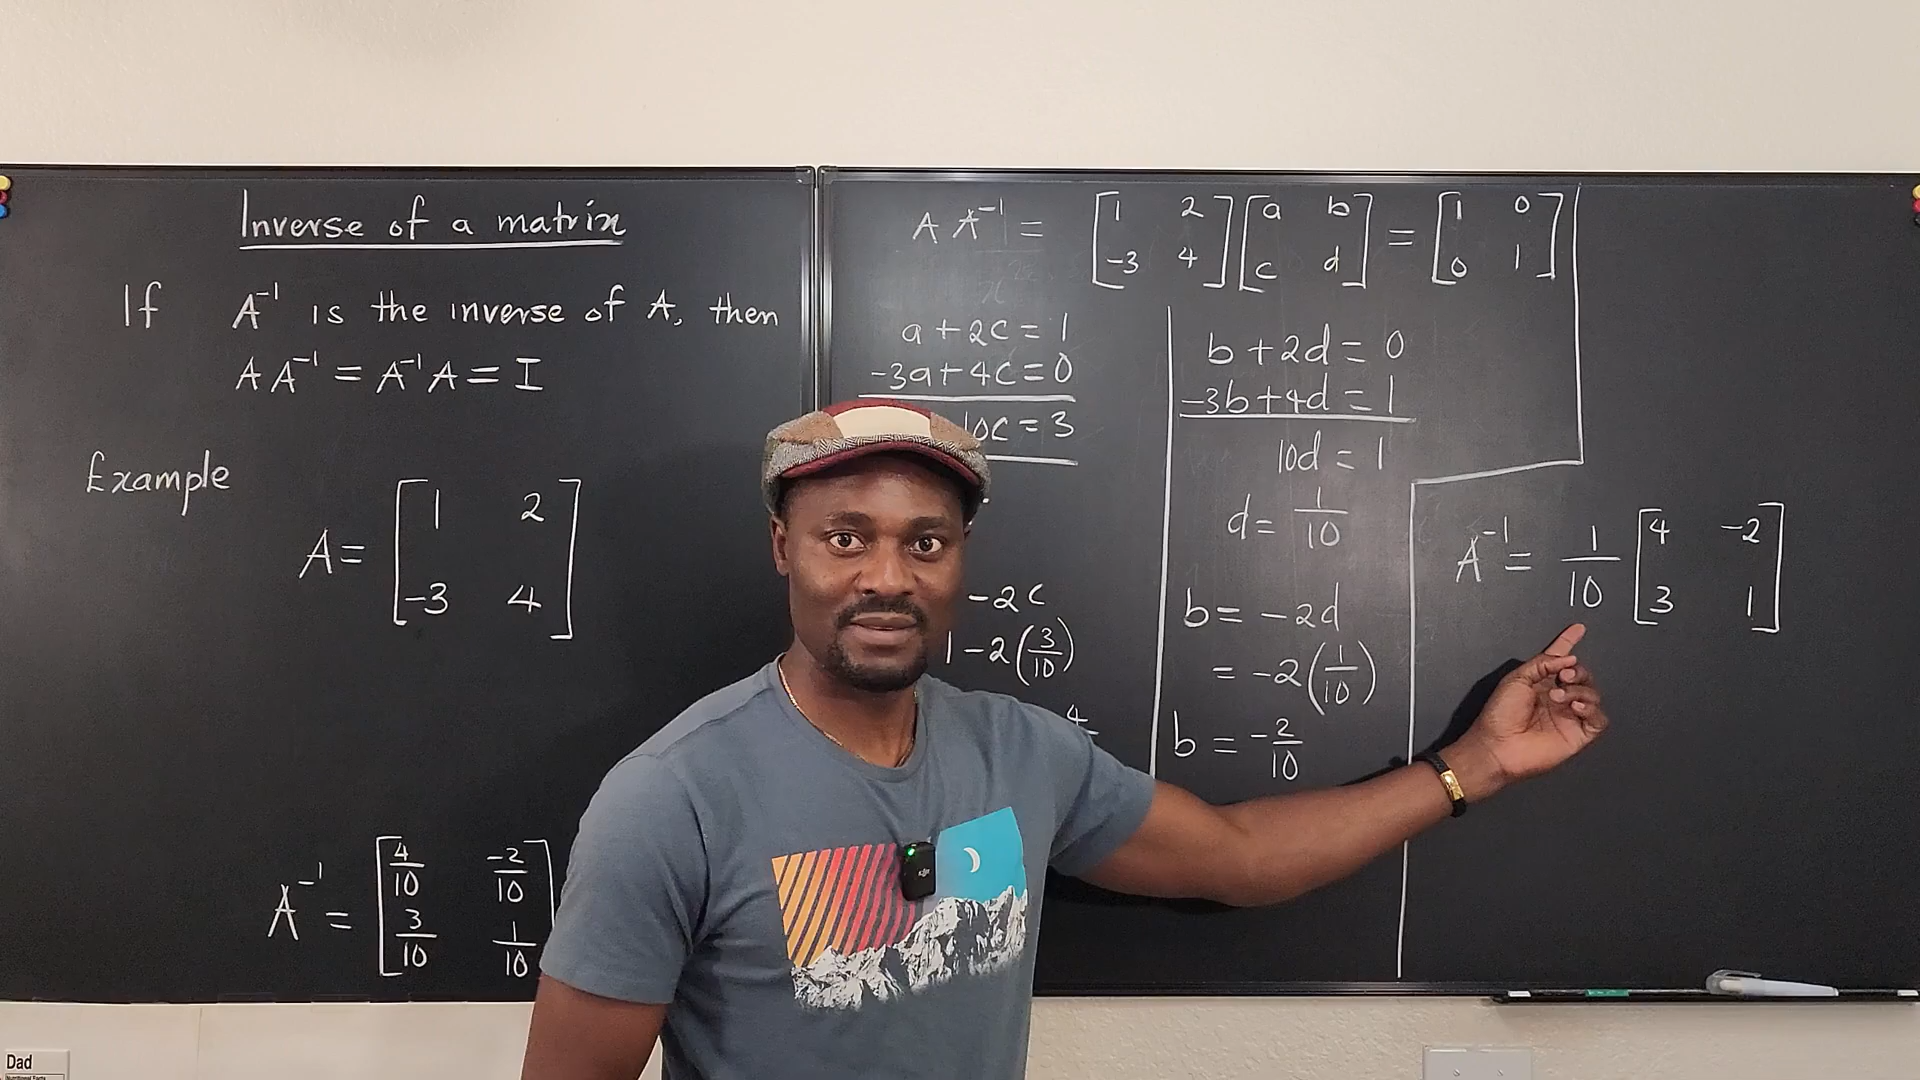 Inverse of a matrix
If A⁻¹ is the inverse of A, then
A A⁻¹ = A⁻¹ A = I
Example
A = [1 2
-3 4]
A⁻¹ = [4/10 -2/10
3/10 1/10
A A⁻¹ = [1 2 [a b = [1 0
-3 4] c d] 0 1]
a + 2c = 1
-3a + 4c = 0
10c = 3
-2c
1 - 2(3/10)
4
b + 2d = 0
-3b + 4d = 1
10d = 1
d = 1/10
b = -2d
= -2(1/10)
b = -2/10
A⁻¹ = 1/10 [4 -2
3 1]
Dad